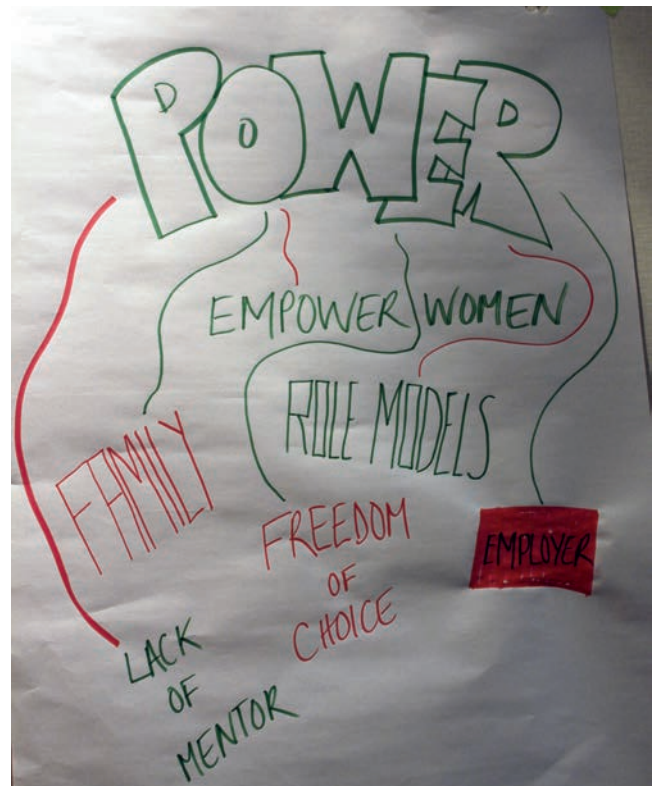 POWER
EMPOWER WOMEN
ROLE MODELS
FAMILY
FREEDOM
OF
CHOICE
EMPLOYER
LACK
OF
MENTOR